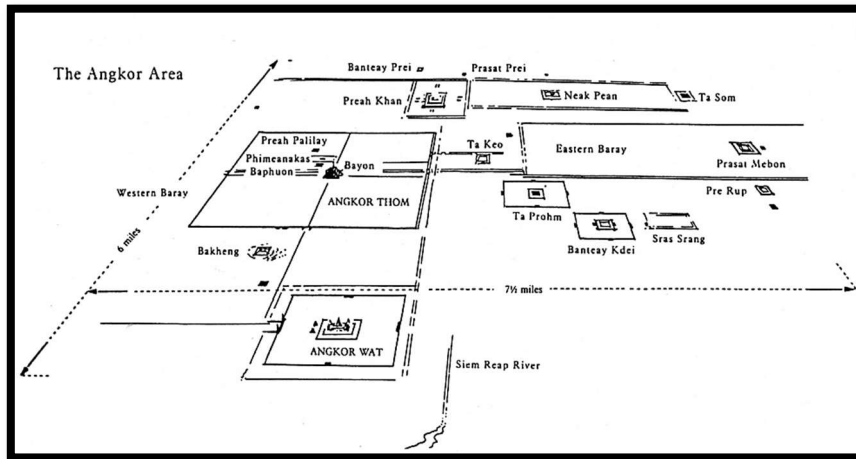 The Angkor Area
Banteay Prei
Prasat Prei
Preah Khan
Neak Pean
Ta Som
Preah Palilay
Phimeanakas
Baphuon
Bayon
Ta Keo
Eastern Baray
Prasat Mebon
Western Baray
ANGKOR THOM
Pre Rup
Ta Prohm
Banteay Kdei
Sras Srang
6 miles
Bakheng
7½ miles
ANGKOR WAT
Siem Reap River